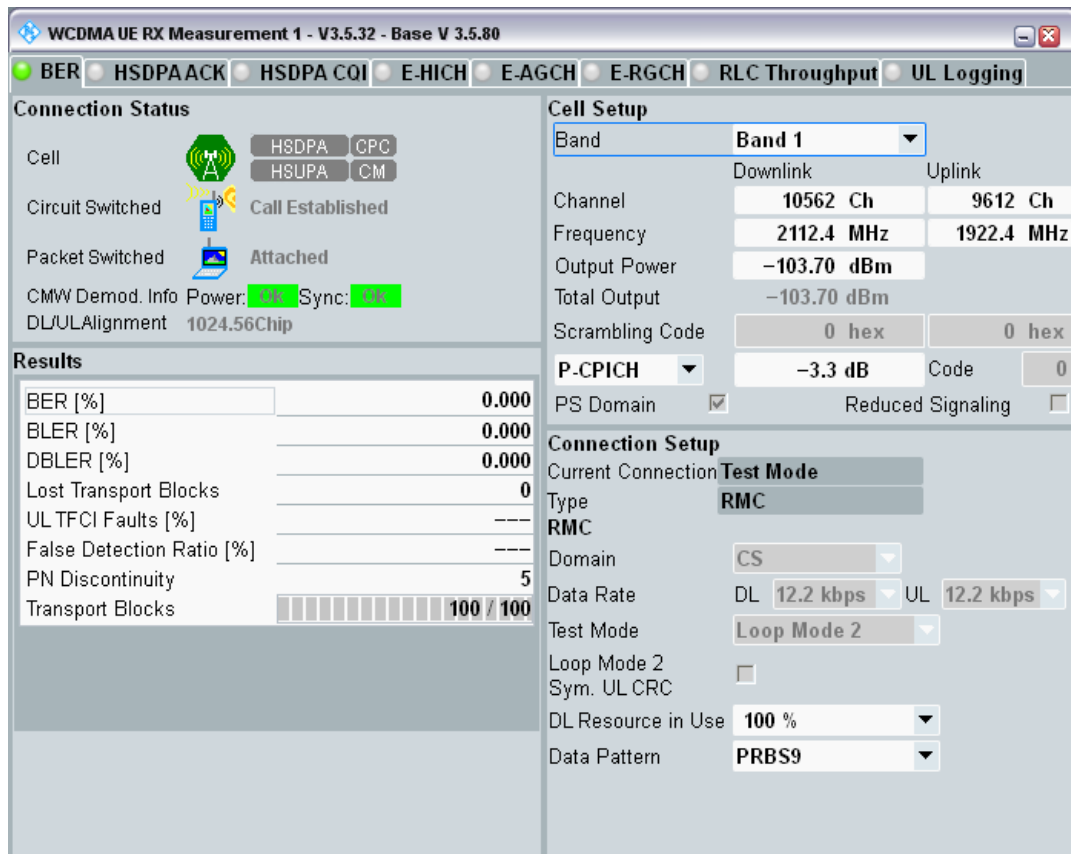 WCDMA UE RX Measurement 1 - V3.5.32 - Base V 3.5.80
BER HSDPA ACK HSDPA CQI E-HICH E-AGCH E-RGCH RLC Throughput UL Logging
Connection Status
Cell HSDPA CPC
HSUPA CM
Circuit Switched Call Established
Packet Switched Attached
CMW Demod. Info Power: Ok Sync: Ok
DL/ULAlignment 1024.56Chip
Results
BER [%] 0.000
BLER [%] 0.000
DBLER [%] 0.000
Lost Transport Blocks 0
UL TFCI Faults [%] ---
False Detection Ratio [%] ---
PN Discontinuity 5
Transport Blocks 100 / 100
Cell Setup
Band Band 1
Downlink Uplink
Channel 10562 Ch 9612 Ch
Frequency 2112.4 MHz 1922.4 MHz
Output Power −103.70 dBm
Total Output −103.70 dBm
Scrambling Code 0 hex 0 hex
P-CPICH −3.3 dB Code 0
PS Domain Reduced Signaling
Connection Setup
Current Connection Test Mode
Type RMC
RMC
Domain CS
Data Rate DL 12.2 kbps UL 12.2 kbps
Test Mode Loop Mode 2
Loop Mode 2
Sym. UL CRC
DL Resource in Use 100 %
Data Pattern PRBS9